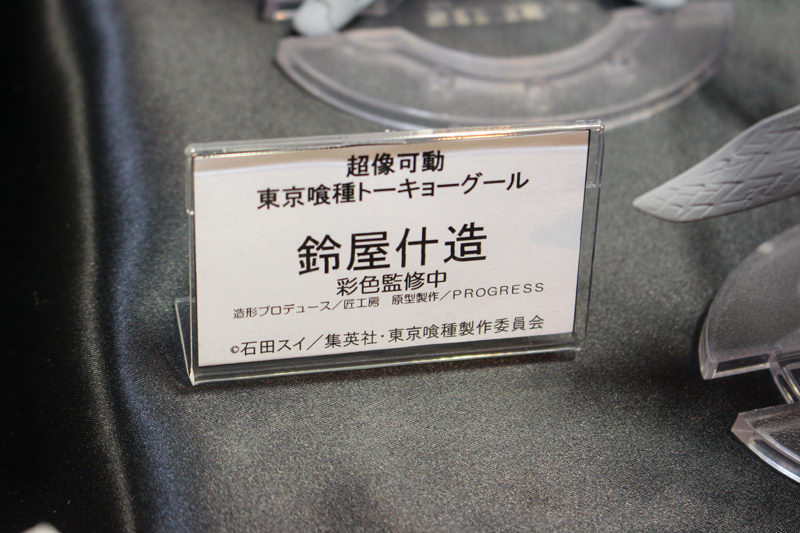 超像可動
東京喰種トーキョーグール
鈴屋什造
彩色監修中
造形プロデュース／匠工房　原型製作／PROGRESS
©石田スイ／集英社・東京喰種製作委員会